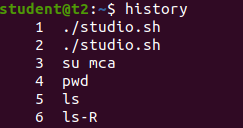 student@t2:~$ history
1 ./studio.sh
2 ./studio.sh
3 su mca
4 pwd
5 ls
6 ls-R